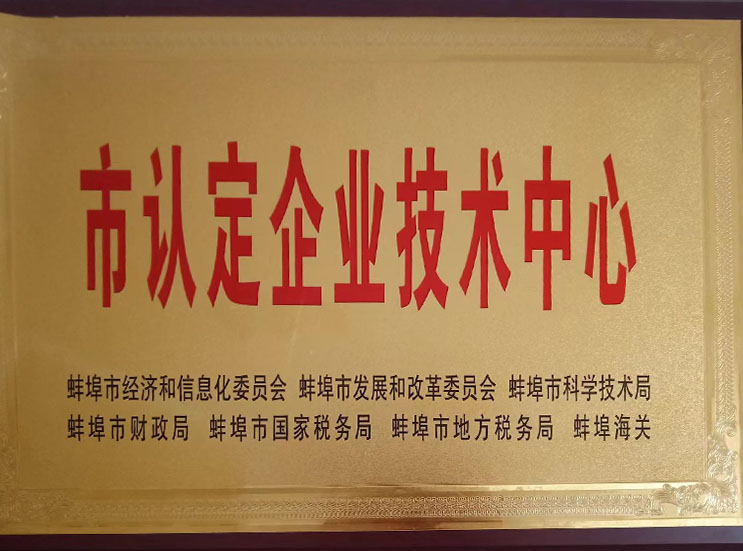 市认定企业技术中心
蚌埠市经济和信息化委员会 蚌埠市发展和改革委员会 蚌埠市科学技术局
蚌埠市财政局 蚌埠市国家税务局 蚌埠市地方税务局 蚌埠海关